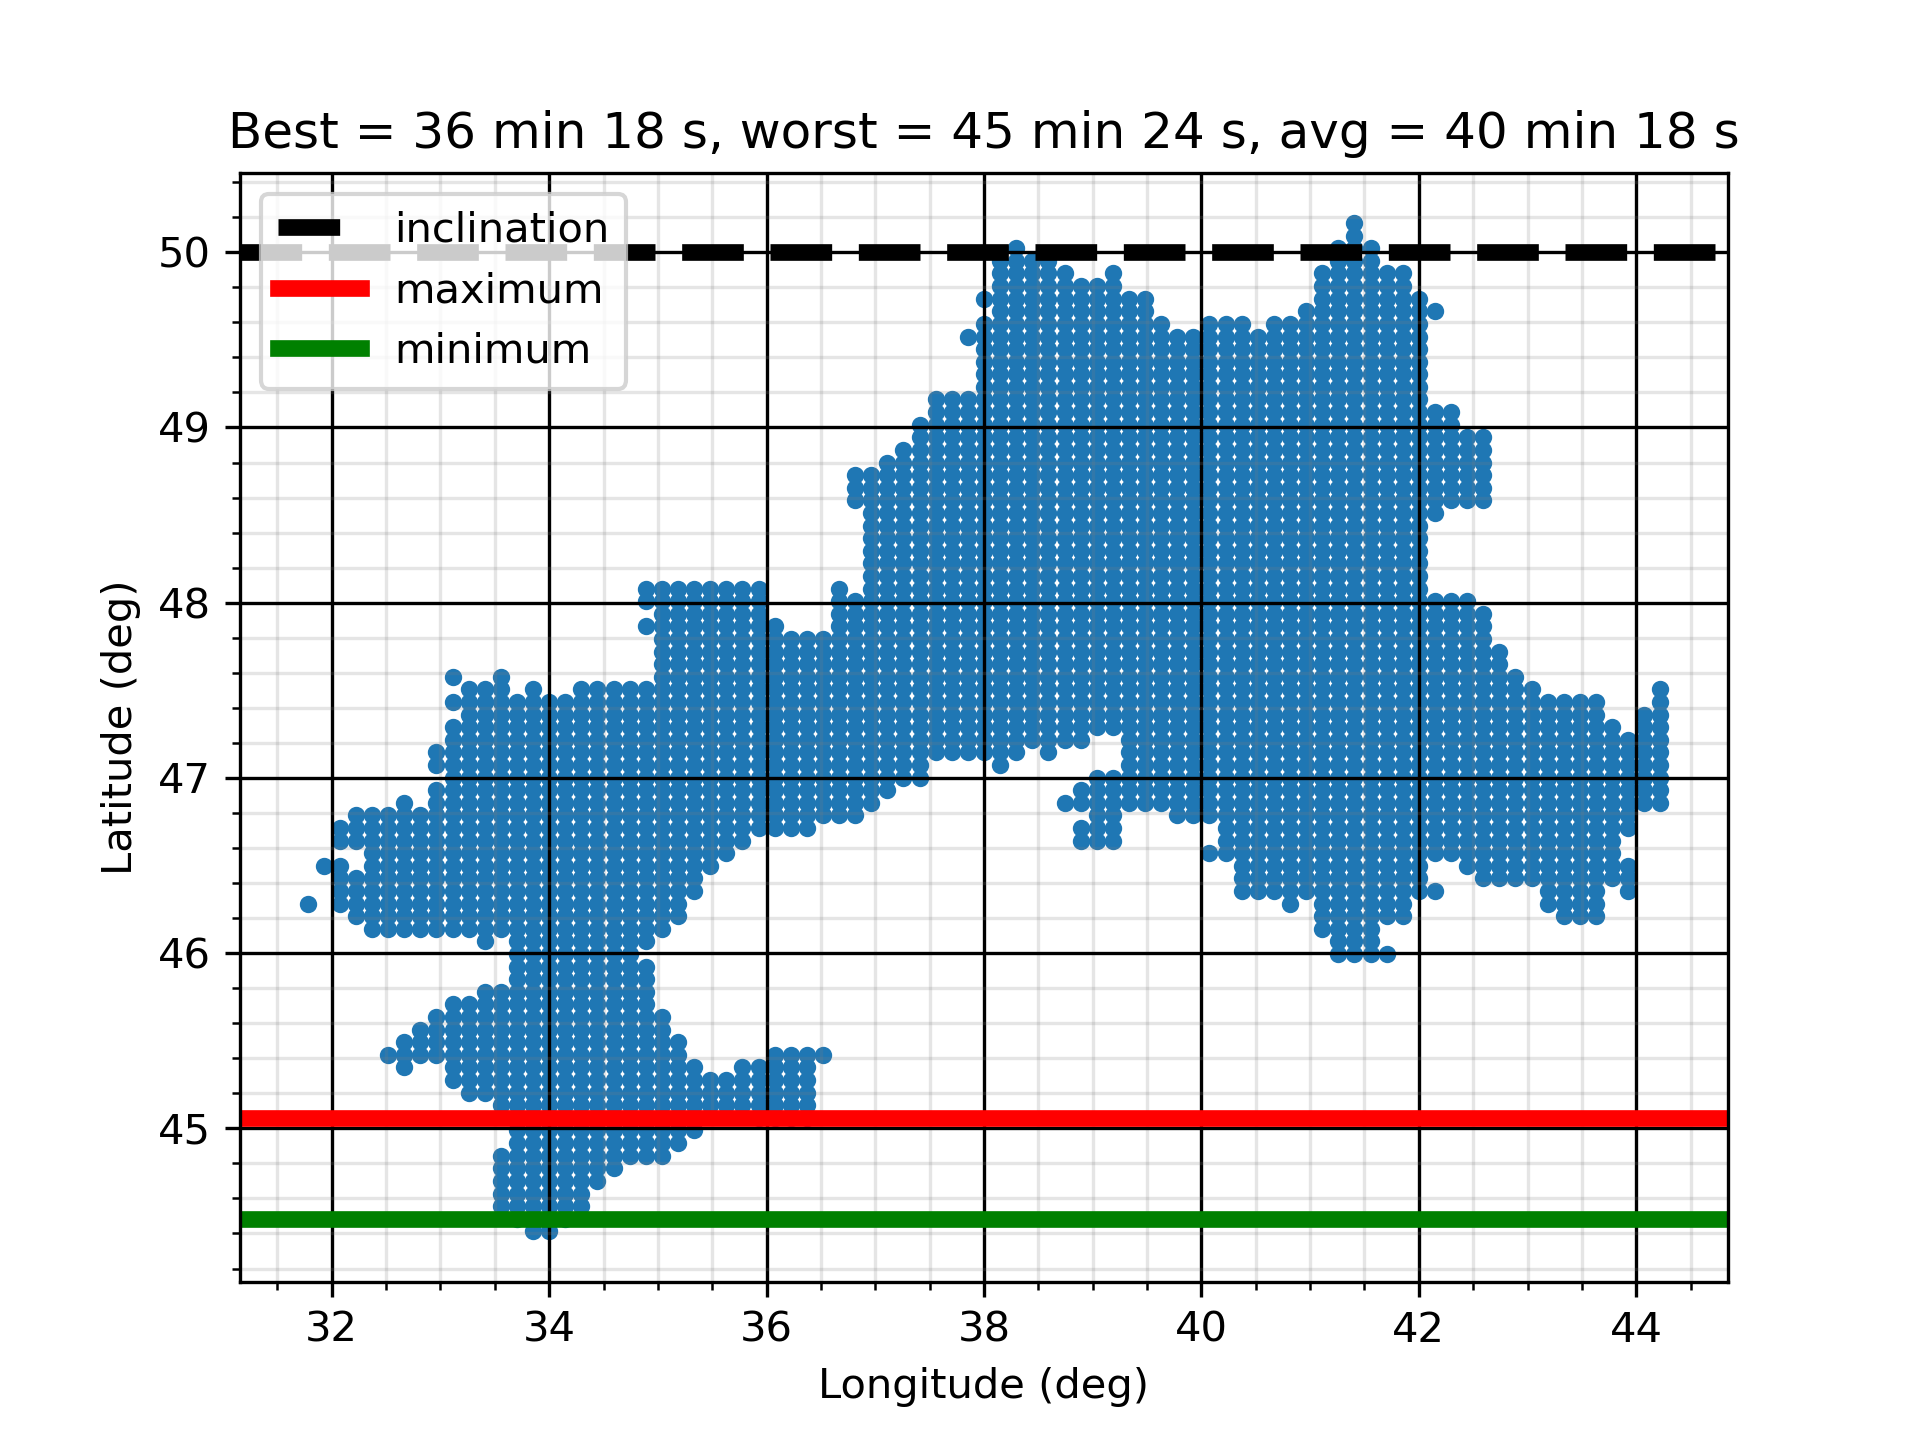 Best = 36 min 18 s, worst = 45 min 24 s, avg = 40 min 18 s
inclination
maximum
minimum
50
49
48
47
46
45
Latitude (deg)
32 34 36 38 40 42 44
Longitude (deg)